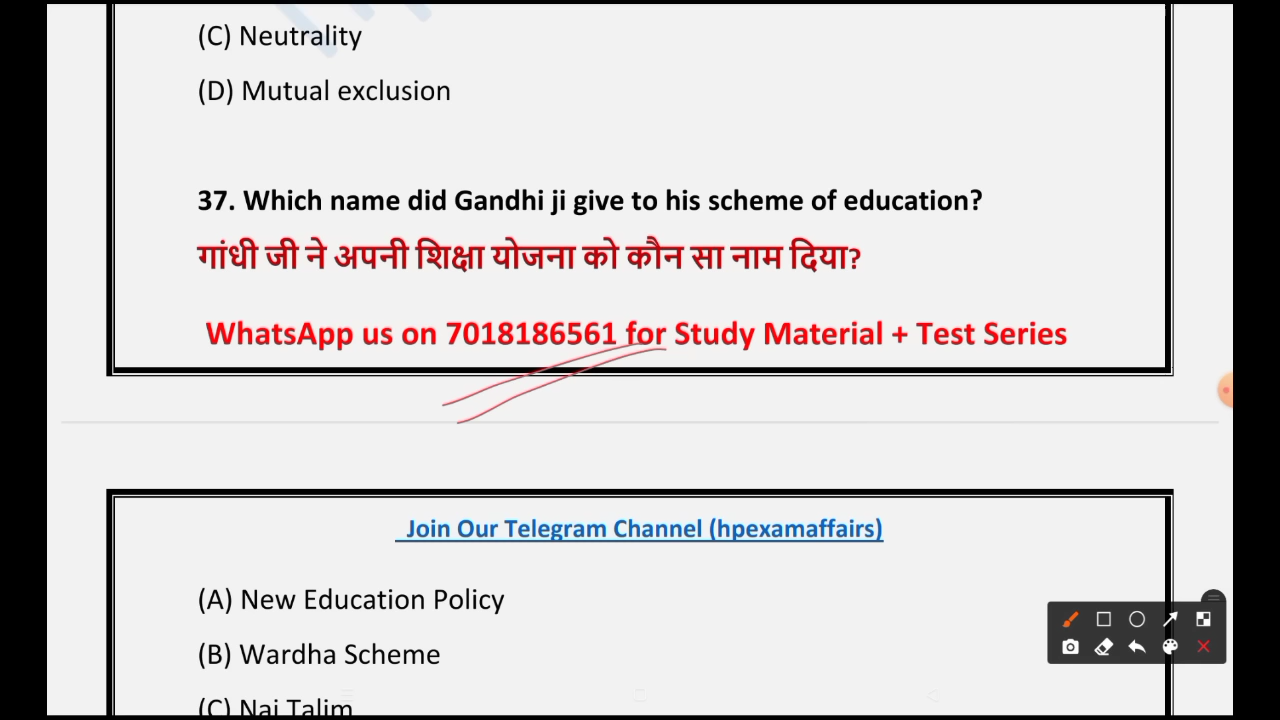 (C) Neutrality
(D) Mutual exclusion
37. Which name did Gandhi ji give to his scheme of education?
गांधी जी ने अपनी शिक्षा योजना को कौन सा नाम दिया?
WhatsApp us on 7018186561 for Study Material + Test Series
Join Our Telegram Channel (hpexamaffairs)
(A) New Education Policy
(B) Wardha Scheme
(C) Nai Talim